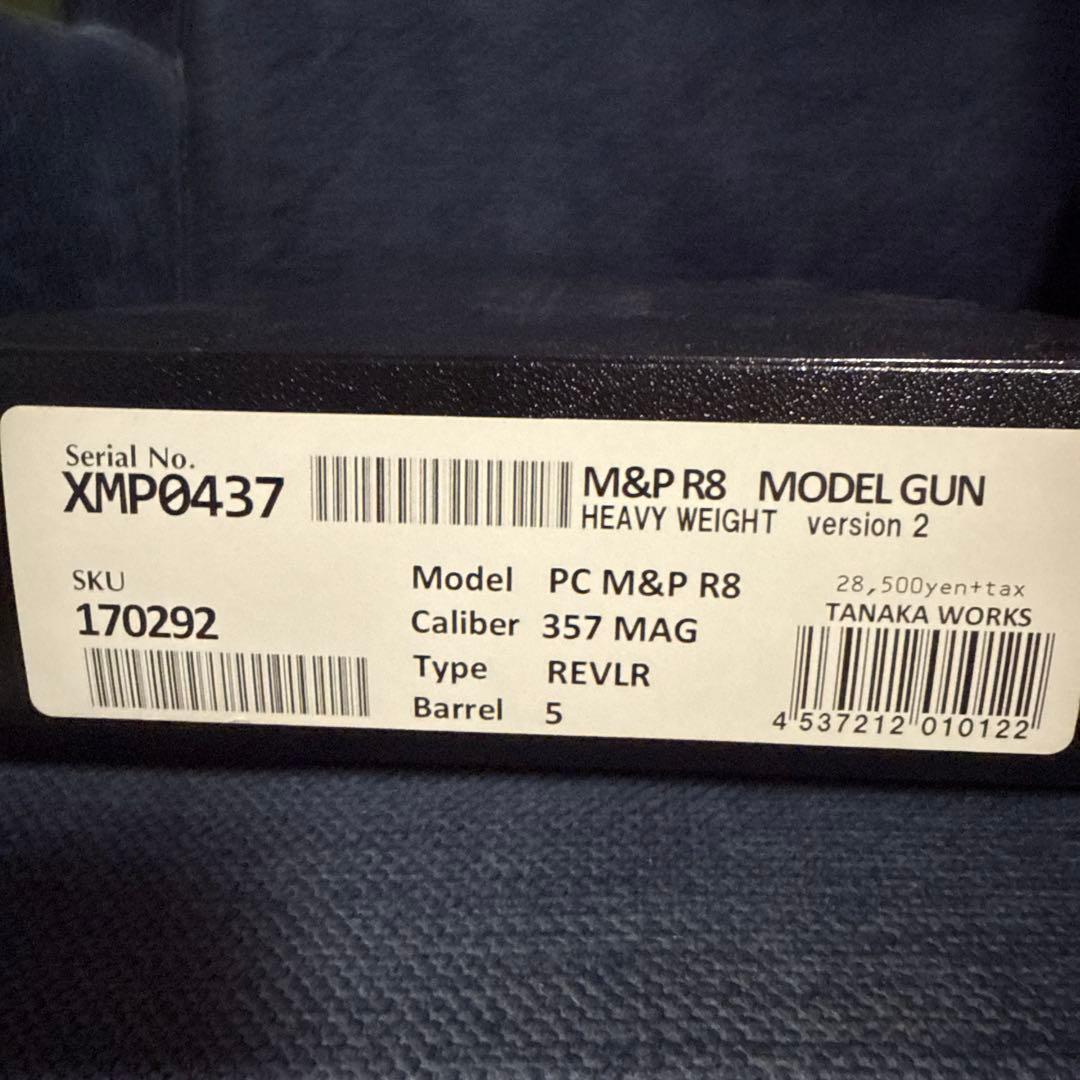 Serial No.
XMP0437
M&P R8 MODEL GUN
HEAVY WEIGHT version 2
SKU
170292
Model PC M&P R8
Caliber 357 MAG
Type REVLR
Barrel 5
28,500yen+tax
TANAKA WORKS
4 537212 010122